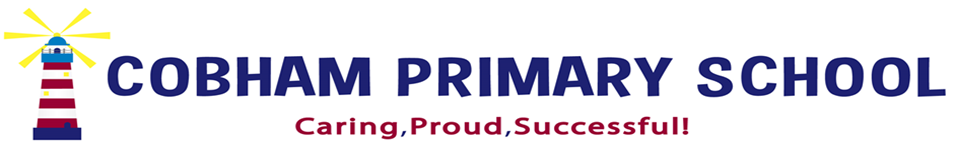 COBHAM PRIMARY SCHOOL
Caring,Proud,Successful!